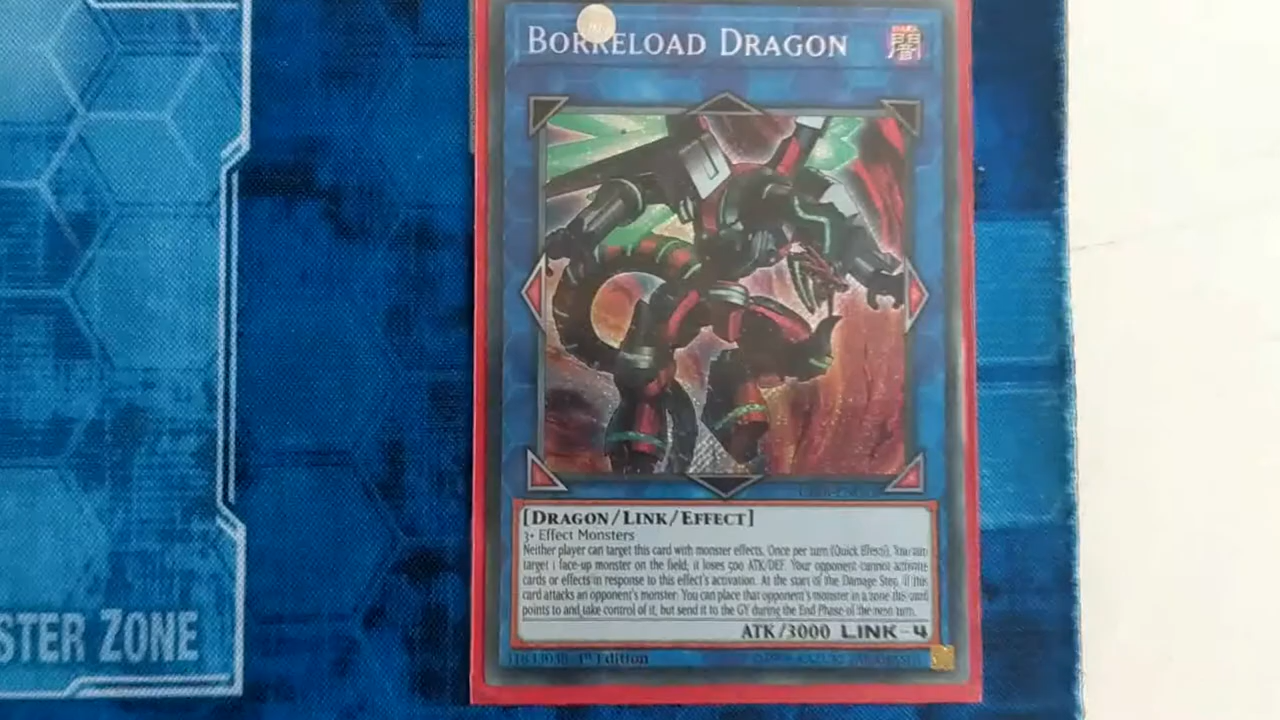 BORRELOAD DRAGON
闇
[DRAGON/LINK/EFFECT]
3+ Effect Monsters
Neither player can target this card with monster effects. Once per turn (Quick Effect): You can
target 1 face-up monster on the field; it loses 500 ATK/DEF. Your opponent cannot activate
cards or effects in response to this effect's activation. At the start of the Damage Step, if this
card attacks an opponent's monster: You can place that opponent's monster in a zone this card
points to and take control of it, but send it to the GY during the End Phase of the next turn.
ATK/3000 LINK-4
1st Edition
STER ZONE